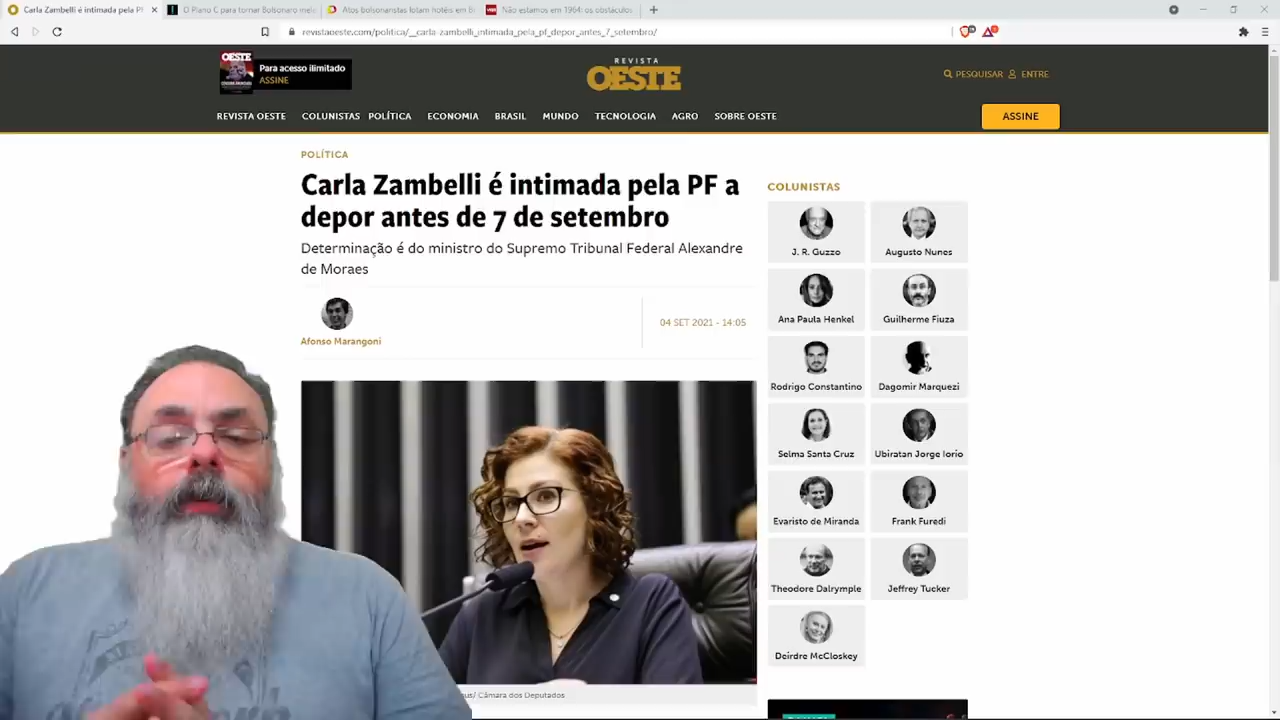 Carla Zambelli é intimada pela PF
O Plano C para tornar Bolsonaro
Atos bolsonaristas lotam hotéis em B
Não estamos em 1964: os obstáculos
revistaoeste.com/politica/__carla-zambelli_intimada_pela_pf_depor_antes_7_setembro/
OESTE
Para acesso ilimitado
ASSINE
REVISTA
OESTE
PESQUISAR
ENTRE
REVISTA OESTE
COLUNISTAS
POLÍTICA
ECONOMIA
BRASIL
MUNDO
TECNOLOGIA
AGRO
SOBRE OESTE
ASSINE
POLÍTICA
Carla Zambelli é intimada pela PF a
depor antes de 7 de setembro
Determinação é do ministro do Supremo Tribunal Federal Alexandre
de Moraes
Afonso Marangoni
04 SET 2021 - 14:05
/ Câmara dos Deputados
COLUNISTAS
J. R. Guzzo
Augusto Nunes
Ana Paula Henkel
Guilherme Fiuza
Rodrigo Constantino
Dagomir Marquezi
Selma Santa Cruz
Ubiratan Jorge Iorio
Evaristo de Miranda
Frank Furedi
Theodore Dalrymple
Jeffrey Tucker
Deirdre McCloskey